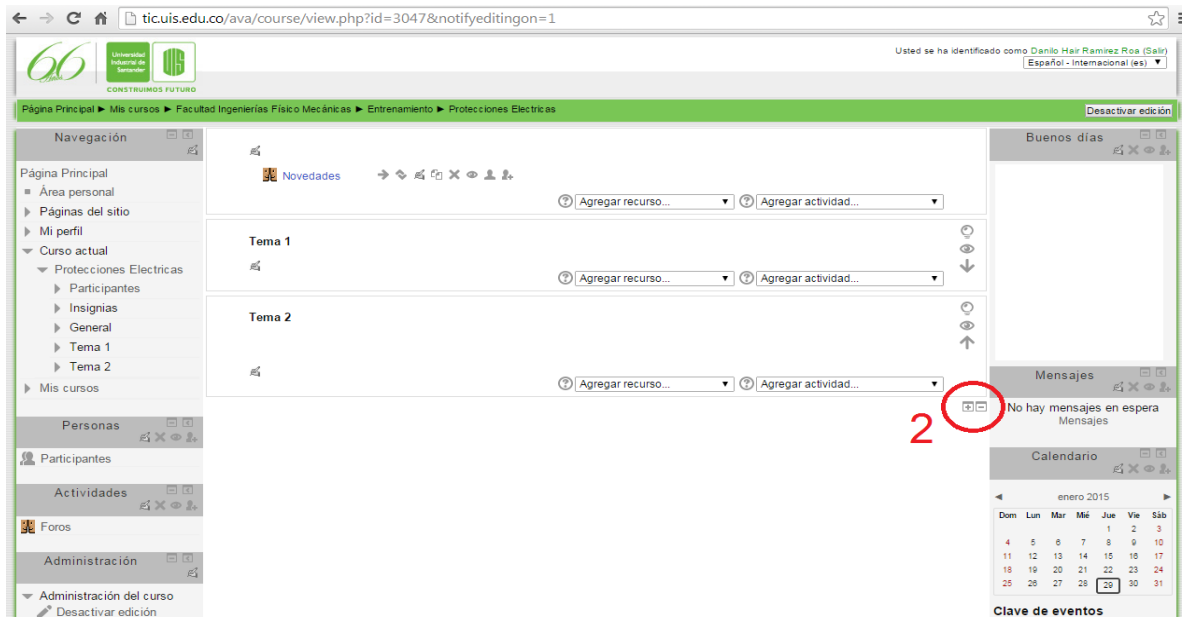 tic.uis.edu.co/ava/course/view.php?id=3047&notifyeditingon=1
66
Universidad
Industrial de
Santander
UIS
CONSTRUIMOS FUTURO
Usted se ha identificado como Danilo Hair Ramirez Roa (Salir)
Español - Internacional (es)
Página Principal ► Mis cursos ► Facultad Ingenierías Físico Mecánicas ► Entrenamiento ► Protecciones Electricas
Desactivar edición
Navegación
Página Principal
Área personal
Páginas del sitio
Mi perfil
Curso actual
Protecciones Electricas
Participantes
Insignias
General
Tema 1
Tema 2
Mis cursos
Personas
Participantes
Actividades
Foros
Administración
Administración del curso
Desactivar edición
Novedades
Agregar recurso... Agregar actividad...
Tema 1
Agregar recurso... Agregar actividad...
Tema 2
Agregar recurso... Agregar actividad...
2
Buenos días
Mensajes
No hay mensajes en espera
Mensajes
Calendario
◄ enero 2015 ►
Dom Lun Mar Mié Jue Vie Sáb
1 2 3
4 5 6 7 8 9 10
11 12 13 14 15 16 17
18 19 20 21 22 23 24
25 26 27 28 29 30 31
Clave de eventos